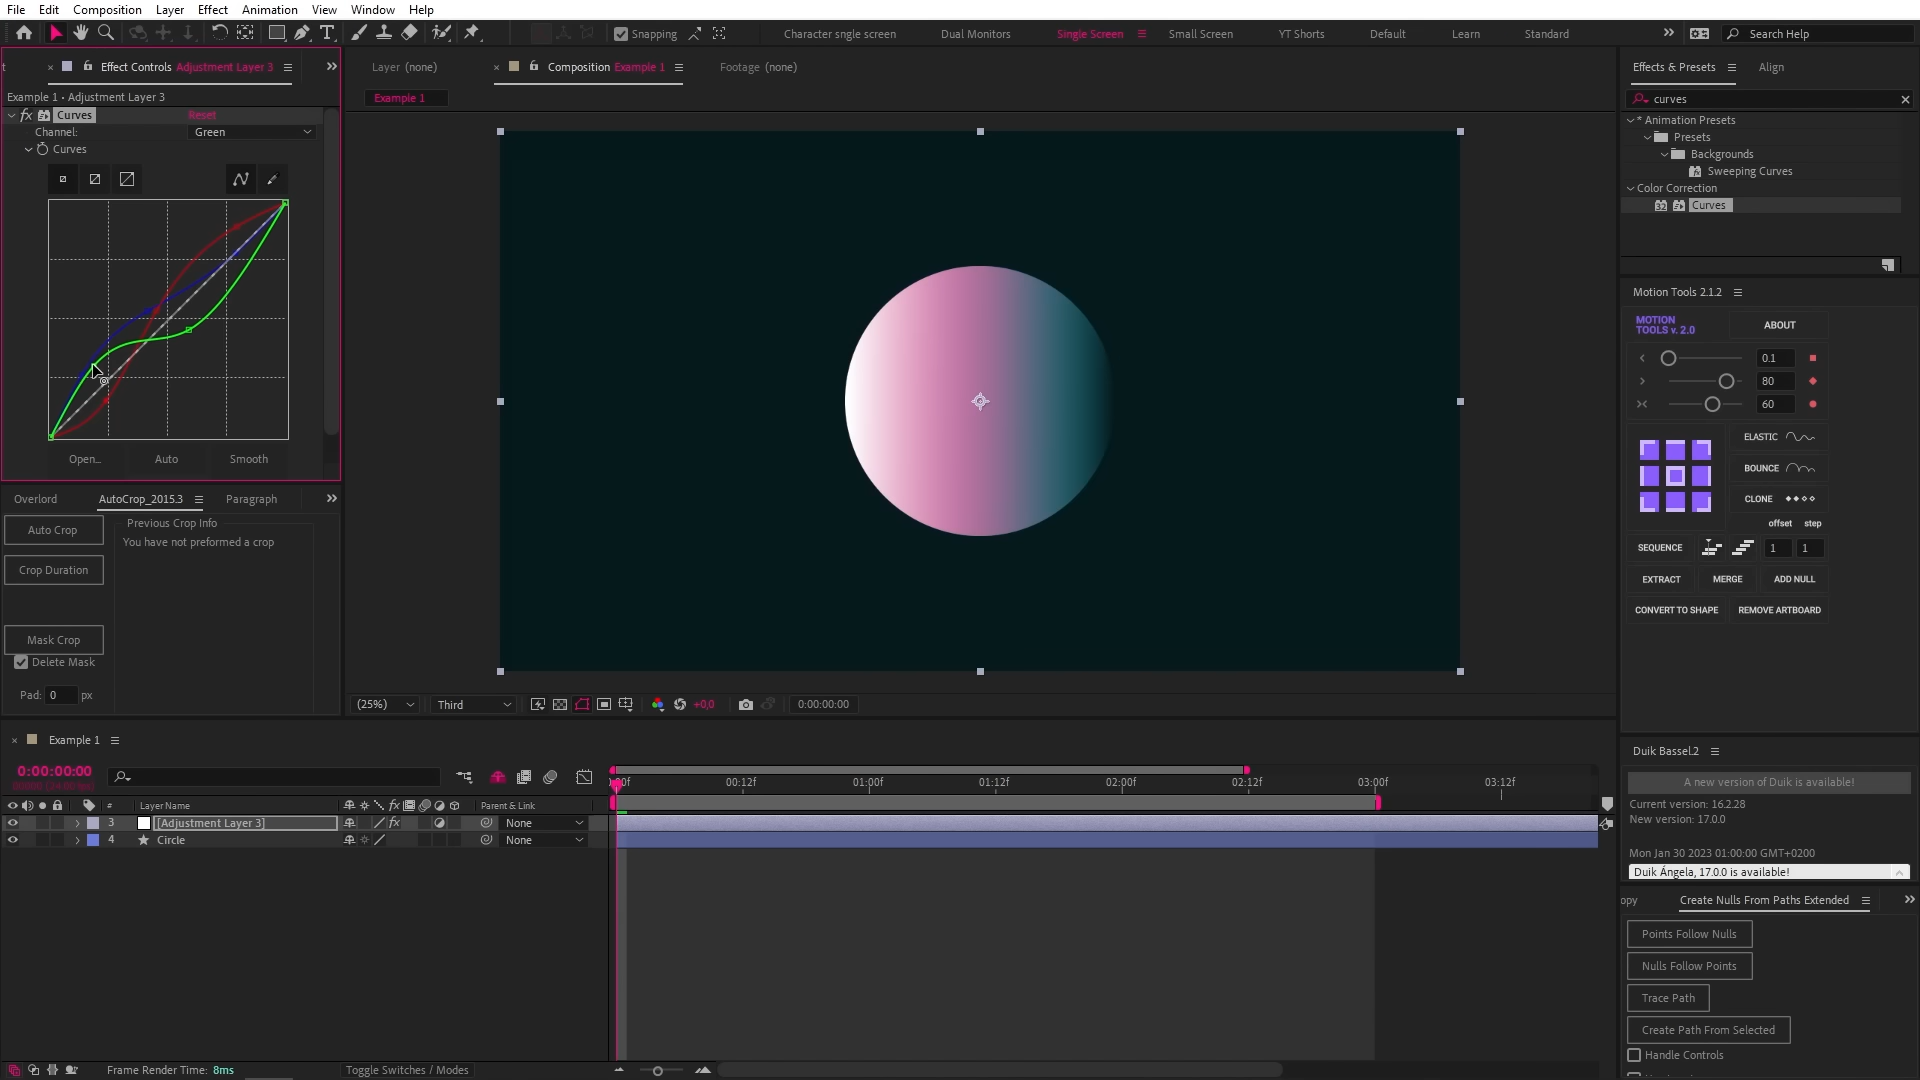 File Edit Composition Layer Effect Animation View Window Help
Snapping Character sngle screen Dual Monitors Single Screen Small Screen YT Shorts Default Learn Standard Search Help
Effect Controls Adjustment Layer 3
Layer (none) Composition Example 1 Footage (none)
Effects & Presets Align
Example 1 • Adjustment Layer 3
Example 1
curves
fx Curves Reset
Channel: Green
Curves
* Animation Presets
Presets
Backgrounds
Sweeping Curves
Color Correction
32 Curves
Open... Auto Smooth
Motion Tools 2.1.2
MOTION
TOOLS v. 2.0
ABOUT
0.1
80
60
ELASTIC
BOUNCE
CLONE
offset step
SEQUENCE 1 1
EXTRACT MERGE ADD NULL
CONVERT TO SHAPE REMOVE ARTBOARD
Overlord AutoCrop_2015.3 Paragraph
Auto Crop
Previous Crop Info
You have not preformed a crop
Crop Duration
Mask Crop
Delete Mask
Pad: 0 px
(25%) Third +0,0 0:00:00:00
Example 1
0:00:00:00
00:12f 01:00f 01:12f 02:00f 02:12f 03:00f 03:12f
# Layer Name fx Parent & Link
3 [Adjustment Layer 3] fx None
4 Circle None
Frame Render Time: 8ms Toggle Switches / Modes
Duik Bassel.2
A new version of Duik is available!
Current version: 16.2.28
New version: 17.0.0
Mon Jan 30 2023 01:00:00 GMT+0200
Duik Ángela, 17.0.0 is available!
opy Create Nulls From Paths Extended
Points Follow Nulls
Nulls Follow Points
Trace Path
Create Path From Selected
Handle Controls